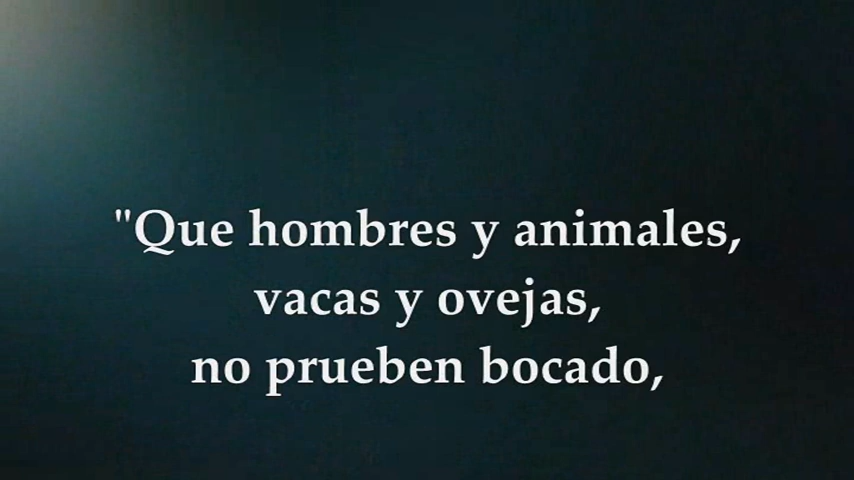 "Que hombres y animales,
vacas y ovejas,
no prueben bocado,